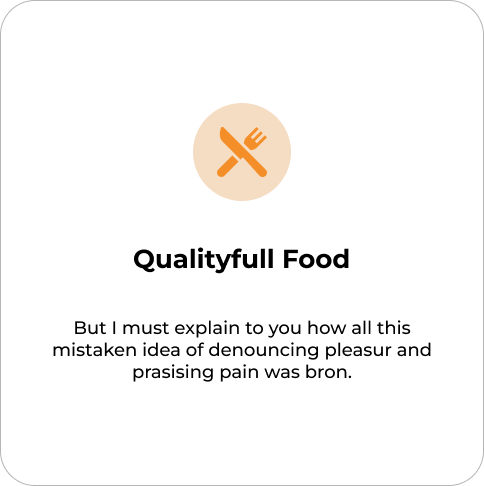 Qualityfull Food
But I must explain to you how all this
mistaken idea of denouncing pleasur and
prasising pain was bron.